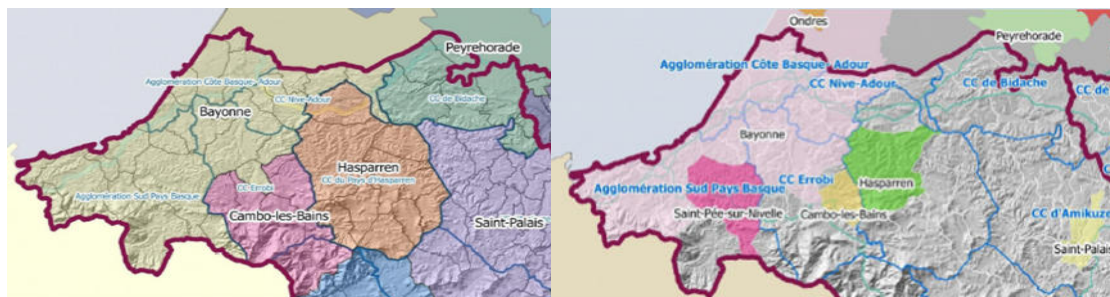 Peyrehorade
Agglomération Côte Basque- Adour
CC Nive-Adour
CC de Bidache
Bayonne
Hasparren
CC du Pays d'Hasparren
CC Errobi
Agglomération Sud Pays Basque
Cambo-les-Bains
Saint-Palais
Ondres
Peyrehorade
Agglomération Côte Basque- Adour
CC de Bidache
CC Nive-Adour
CC de
Bayonne
CC Errobi
Hasparren
Agglomération Sud Pays Basque
Saint-Pée-sur-Nivelle
Cambo-les-Bains
CC d'Amikuze
Saint-Palais